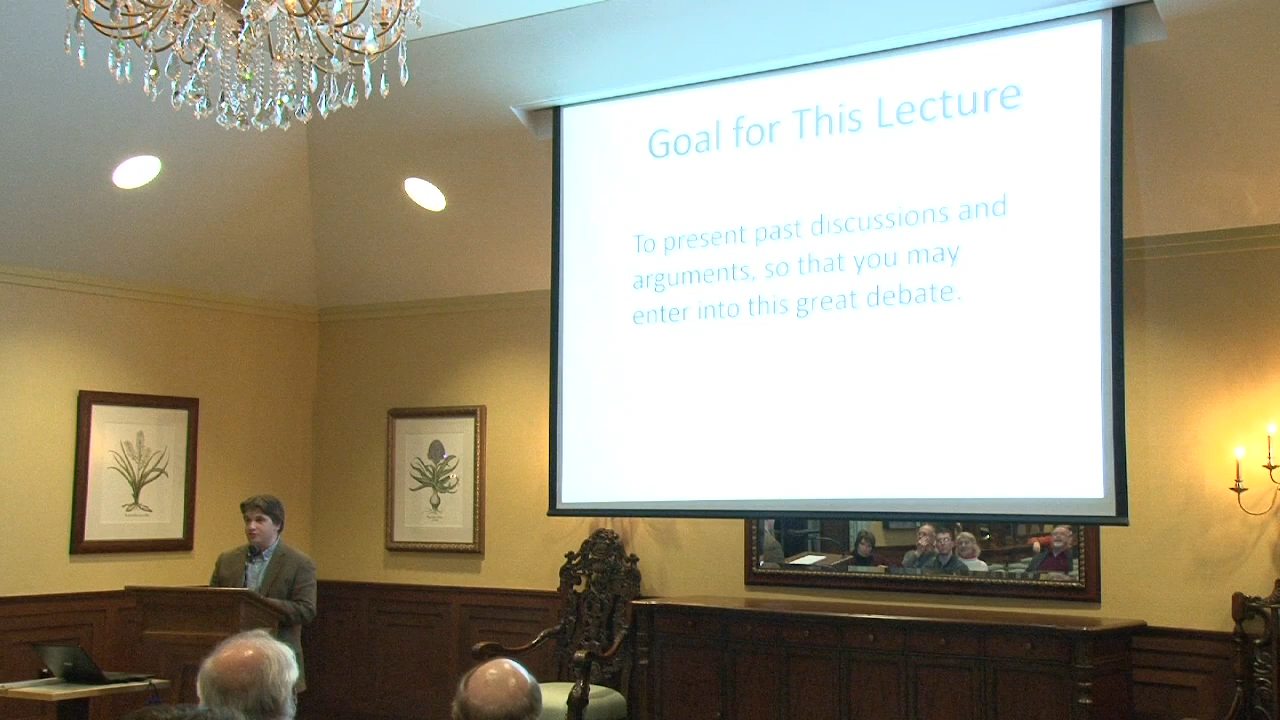 Goal for This Lecture
To present past discussions and
arguments, so that you may
enter into this great debate.